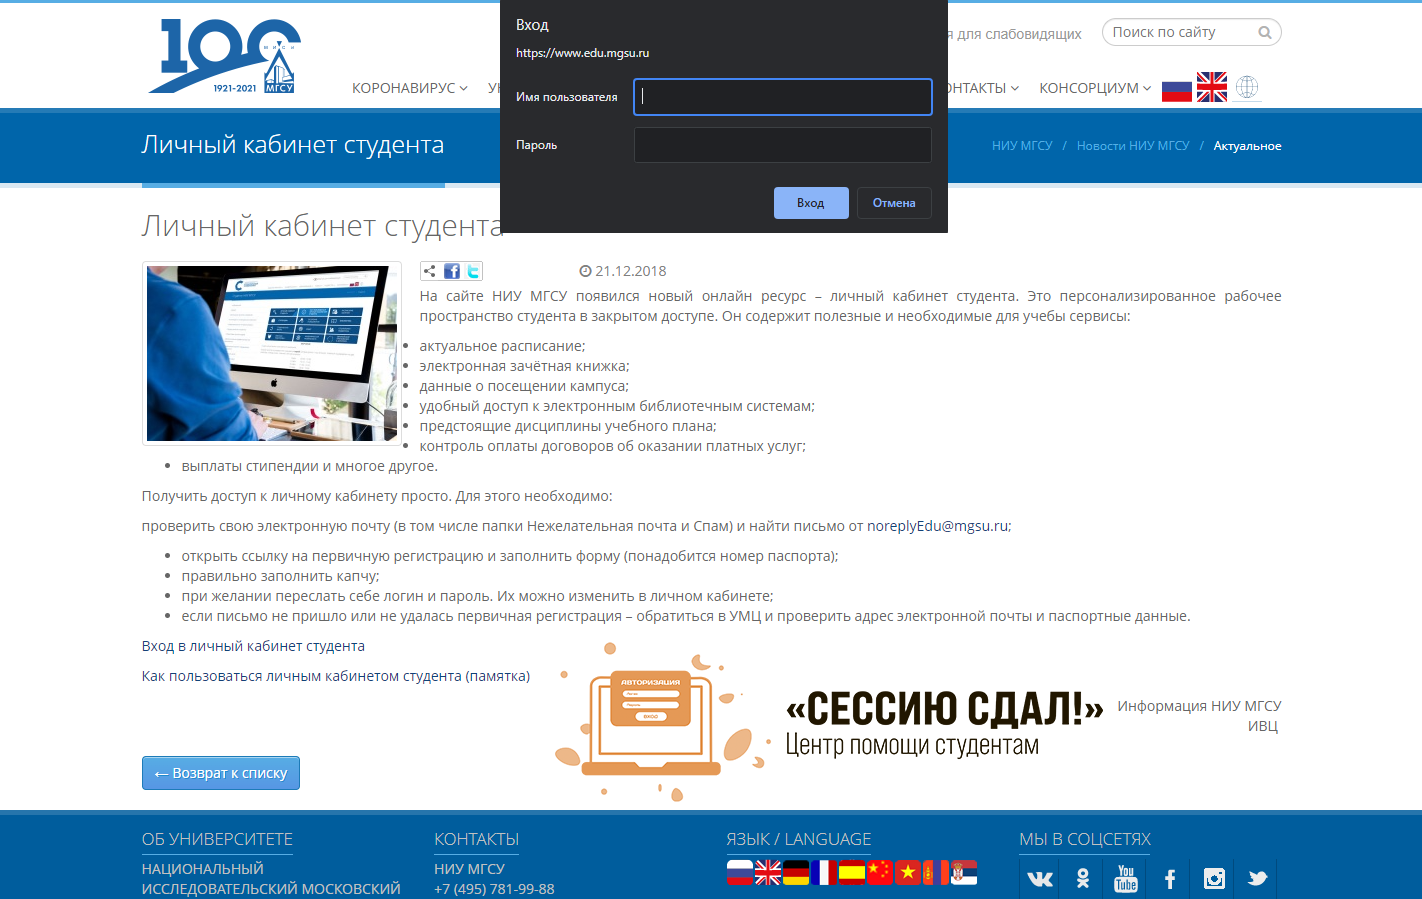 100
МИСИ
1921-2021
МГСУ
я для слабовидящих
Поиск по сайту
КОРОНАВИРУС
КОНТАКТЫ
КОНСОРЦИУМ
Вход
https://www.edu.mgsu.ru
Имя пользователя
Пароль
Вход
Отмена
Личный кабинет студента
НИУ МГСУ / Новости НИУ МГСУ / Актуальное
Личный кабинет студента
21.12.2018
На сайте НИУ МГСУ появился новый онлайн ресурс – личный кабинет студента. Это персонализированное рабочее
пространство студента в закрытом доступе. Он содержит полезные и необходимые для учебы сервисы:
актуальное расписание;
электронная зачётная книжка;
данные о посещении кампуса;
удобный доступ к электронным библиотечным системам;
предстоящие дисциплины учебного плана;
контроль оплаты договоров об оказании платных услуг;
выплаты стипендии и многое другое.
Получить доступ к личному кабинету просто. Для этого необходимо:
проверить свою электронную почту (в том числе папки Нежелательная почта и Спам) и найти письмо от noreplyEdu@mgsu.ru;
открыть ссылку на первичную регистрацию и заполнить форму (понадобится номер паспорта);
правильно заполнить капчу;
при желании переслать себе логин и пароль. Их можно изменить в личном кабинете;
если письмо не пришло или не удалась первичная регистрация – обратиться в УМЦ и проверить адрес электронной почты и паспортные данные.
Вход в личный кабинет студента
Как пользоваться личным кабинетом студента (памятка)
АВТОРИЗАЦИЯ
Логин...
Пароль...
ВХОД
«СЕССИЮ СДАЛ!»
Центр помощи студентам
Информация НИУ МГСУ
ИВЦ
← Возврат к списку
ОБ УНИВЕРСИТЕТЕ
НАЦИОНАЛЬНЫЙ
ИССЛЕДОВАТЕЛЬСКИЙ МОСКОВСКИЙ
КОНТАКТЫ
НИУ МГСУ
+7 (495) 781-99-88
ЯЗЫК / LANGUAGE
МЫ В СОЦСЕТЯХ
You
Tube